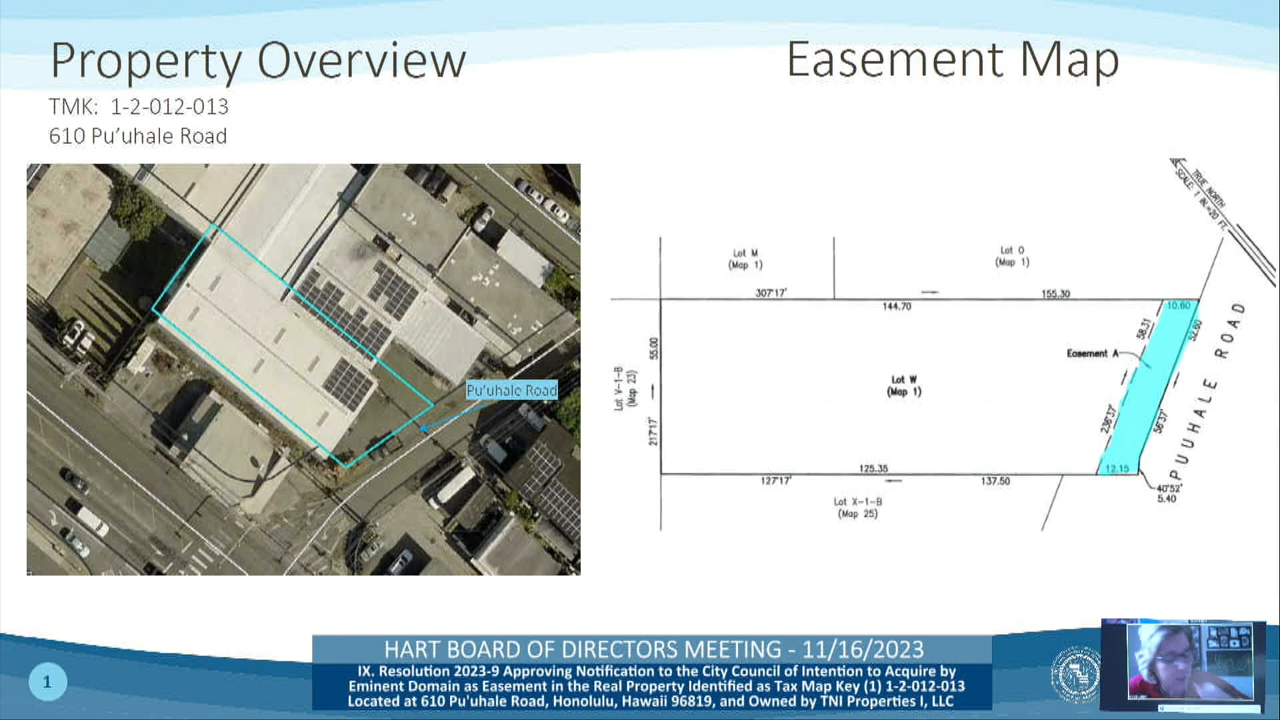 Property Overview
TMK:  1-2-012-013
610 Pu'uhale Road
Pu'uhale Road
Easement Map
TRUE NORTH
SCALE: 1 IN.=20 FT.
Lot M
(Map 1)
Lot O
(Map 1)
307°17'
144.70
155.30
10.60
58.31
52.60
55.00
Easement A
Lot W
(Map 1)
Lot V-1-B
(Map 23)
217°17'
236°37'
56°37'
PUUHALE ROAD
125.35
12.15
127°17'
137.50
40°52'
5.40
Lot X-1-B
(Map 25)
1
HART BOARD OF DIRECTORS MEETING - 11/16/2023
IX. Resolution 2023-9 Approving Notification to the City Council of Intention to Acquire by
Eminent Domain as Easement in the Real Property Identified as Tax Map Key (1) 1-2-012-013
Located at 610 Pu'uhale Road, Honolulu, Hawaii 96819, and Owned by TNI Properties I, LLC